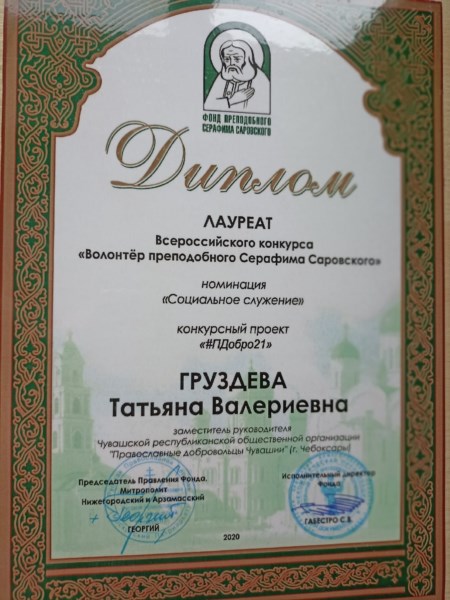 ФОНД ПРЕПОДОБНОГО
СЕРАФИМА САРОВСКОГО
Диплом
ЛАУРЕАТ
Всероссийского конкурса
«Волонтёр преподобного Серафима Саровского»
номинация
«Социальное служение»
конкурсный проект
«#ПДобро21»
ГРУЗДЕВА
Татьяна Валериевна
заместитель руководителя
Чувашской республиканской общественной организации
"Православные добровольцы Чувашии" (г. Чебоксары)
Председатель Правления Фонда,
Митрополит
Нижегородский и Арзамасский
ГЕОРГИЙ
Исполнительный директор
Фонда
ГАБЕСТРО С.В.
2020